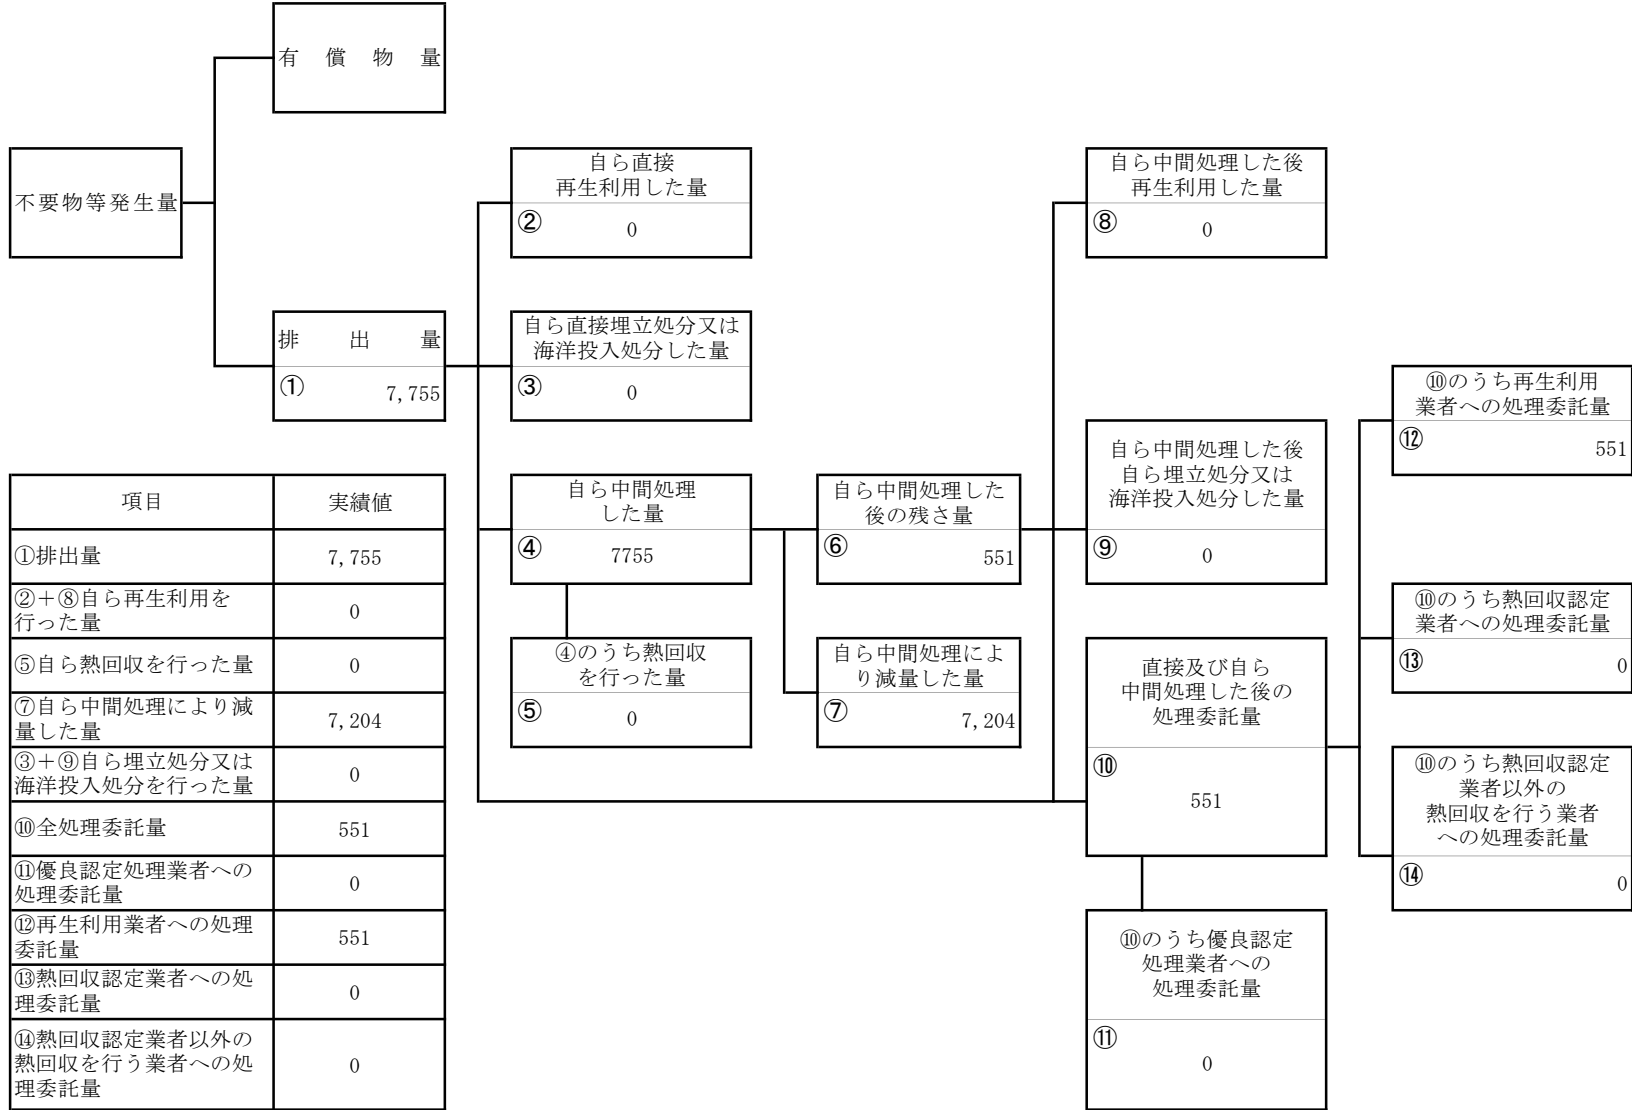 有償物量
不要物等発生量
排出量
① 7,755
自ら直接
再生利用した量
② 0
自ら直接埋立処分又は
海洋投入処分した量
③ 0
自ら中間処理
した量
④ 7755
④のうち熱回収
を行った量
⑤ 0
自ら中間処理した
後の残さ量
⑥ 551
自ら中間処理によ
り減量した量
⑦ 7,204
自ら中間処理した後
再生利用した量
⑧ 0
自ら中間処理した後
自ら埋立処分又は
海洋投入処分した量
⑨ 0
直接及び自ら
中間処理した後の
処理委託量
⑩
551
⑩のうち優良認定
処理業者への
処理委託量
⑪
0
⑩のうち再生利用
業者への処理委託量
⑫ 551
⑩のうち熱回収認定
業者への処理委託量
⑬ 0
⑩のうち熱回収認定
業者以外の
熱回収を行う業者
への処理委託量
⑭ 0
項目 実績値
①排出量 7,755
②＋⑧自ら再生利用を
行った量 0
⑤自ら熱回収を行った量 0
⑦自ら中間処理により減
量した量 7,204
③＋⑨自ら埋立処分又は
海洋投入処分を行った量 0
⑩全処理委託量 551
⑪優良認定処理業者への
処理委託量 0
⑫再生利用業者への処理
委託量 551
⑬熱回収認定業者への処
理委託量 0
⑭熱回収認定業者以外の
熱回収を行う業者への処
理委託量 0